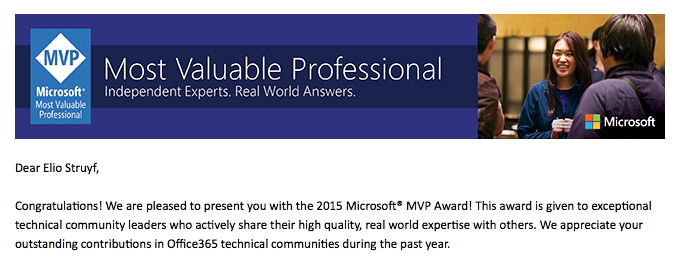 MVP
Microsoft®
Most Valuable
Professional
Most Valuable Professional
Independent Experts. Real World Answers.
Microsoft
Dear Elio Struyf,
Congratulations! We are pleased to present you with the 2015 Microsoft® MVP Award! This award is given to exceptional
technical community leaders who actively share their high quality, real world expertise with others. We appreciate your
outstanding contributions in Office365 technical communities during the past year.